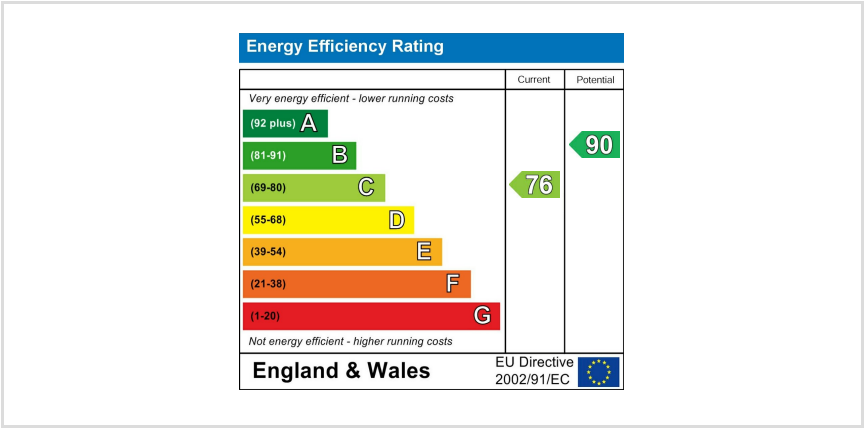 Energy Efficiency Rating
Current Potential
Very energy efficient - lower running costs
(92 plus) A
(81-91) B
90
(69-80) C
76
(55-68) D
(39-54) E
(21-38) F
(1-20) G
Not energy efficient - higher running costs
England & Wales
EU Directive
2002/91/EC